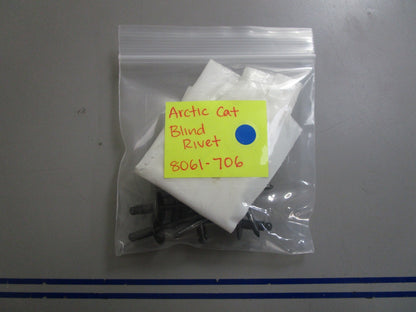 Arctic Cat
Blind
Rivet
8061-706